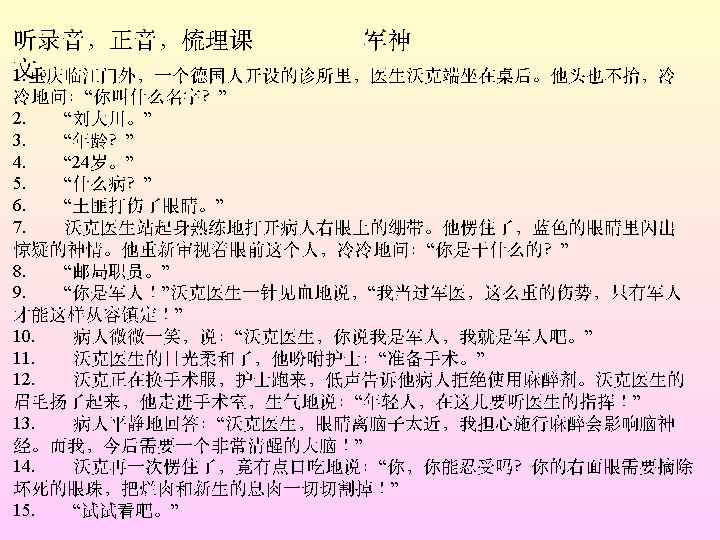 听录音，正音，梳理课 军神
文。
1. 重庆临江门外，一个德国人开设的诊所里，医生沃克端坐在桌后。他头也不抬，冷
冷地问：“你叫什么名字？”
2. “刘大川。”
3. “年龄？”
4. “24岁。”
5. “什么病？”
6. “土匪打伤了眼睛。”
7. 沃克医生站起身熟练地打开病人右眼上的绷带。他愣住了，蓝色的眼睛里闪出
惊疑的神情。他重新审视着眼前这个人，冷冷地问：“你是干什么的？”
8. “邮局职员。”
9. “你是军人！”沃克医生一针见血地说，“我当过军医，这么重的伤势，只有军人
才能这样从容镇定！”
10. 病人微微一笑，说：“沃克医生，你说我是军人，我就是军人吧。”
11. 沃克医生的目光柔和了，他吩咐护士：“准备手术。”
12. 沃克正在换手术服，护士跑来，低声告诉他病人拒绝使用麻醉剂。沃克医生的
眉毛扬了起来，他走进手术室，生气地说：“年轻人，在这儿要听医生的指挥！”
13. 病人平静地回答：“沃克医生，眼睛离脑子太近，我担心施行麻醉会影响脑神
经。而我，今后需要一个非常清醒的大脑！”
14. 沃克再一次愣住了，竟有点口吃地说：“你，你能忍受吗？你的右面眼需要摘除
坏死的眼珠，把烂肉和新生的息肉一切切割掉！”
15. “试试看吧。”